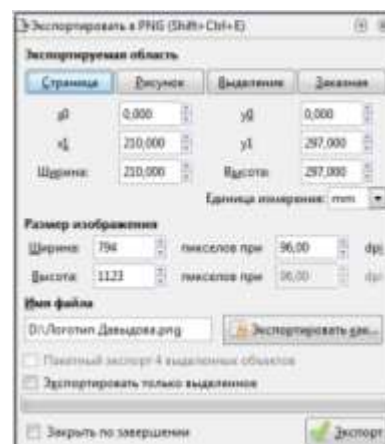 Экспортировать в PNG (Shift+Ctrl+E)
Экспортируемая область
Страница Рисунок Выделение Заказная
x0 0,000 y0 0,000
x1 210,000 y1 297,000
Ширина: 210,000 Высота: 297,000
Единица измерения: mm
Размер изображения
Ширина: 794 пикселов при 96,00 dpi
Высота: 1123 пикселов при 96,00 dpi
Имя файла
D:\Логотип Давыдова.png Экспортировать как...
Пакетный экспорт 4 выделенных объектов
Экспортировать только выделенное
Закрыть по завершении Экспорт